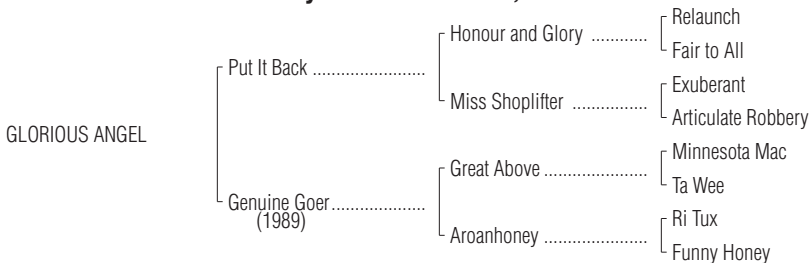 Relaunch
Honour and Glory ............
Fair to All
Put It Back ........................
Exuberant
Miss Shoplifter ................
Articulate Robbery
GLORIOUS ANGEL
Minnesota Mac
Great Above ......................
Ta Wee
Genuine Goer....................
(1989)
Ri Tux
Aroanhoney ......................
Funny Honey